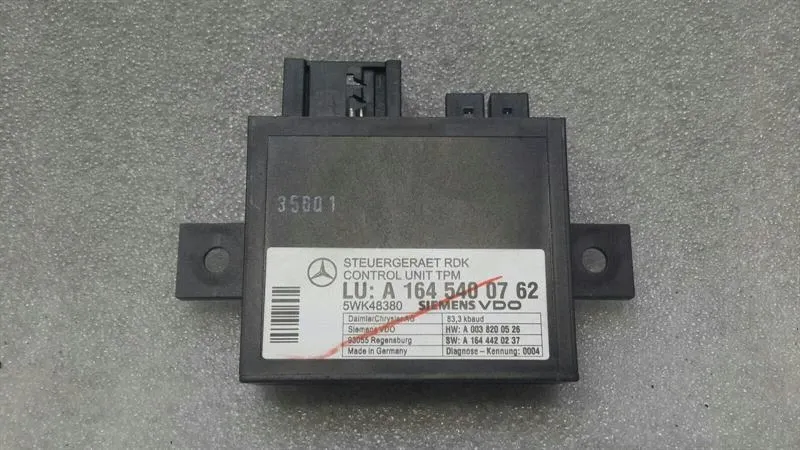 35001
STEUERGERAET RDK
CONTROL UNIT TPM
LU: A 164 540 07 62
5WK48380 SIEMENS VDO
DaimlerChrysler AG 83,3 kbaud
Siemens VDO HW: A 003 820 05 26
93055 Regensburg SW: A 164 442 02 37
Made in Germany Diagnose - Kennung: 0004